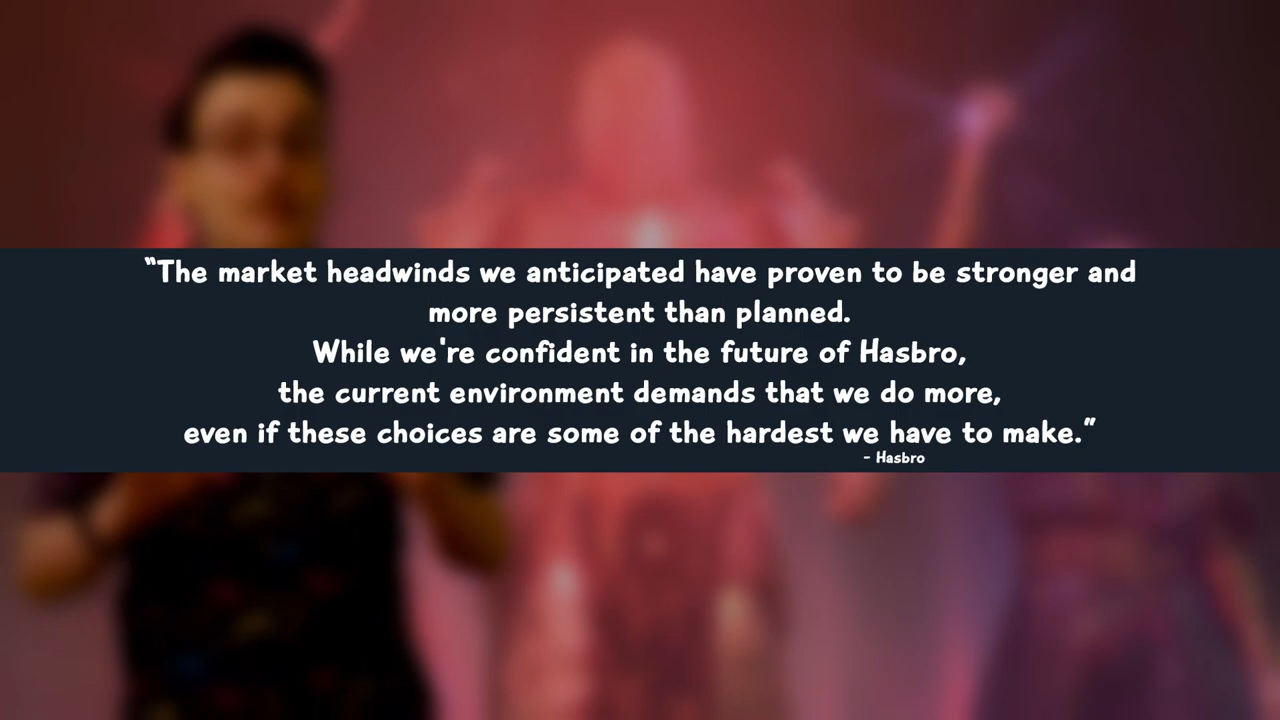 “The market headwinds we anticipated have proven to be stronger and
more persistent than planned.
While we're confident in the future of Hasbro,
the current environment demands that we do more,
even if these choices are some of the hardest we have to make.”
- Hasbro